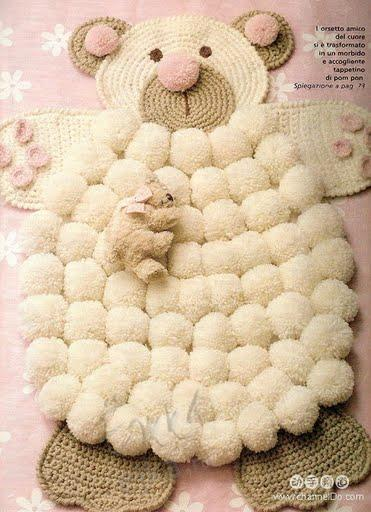 L'orsetto amico
del cuore
si è trasformato
in un morbido
e accogliente
tappetino
di pom pon.
Spiegazione a pag. 73
www.channelDo.com